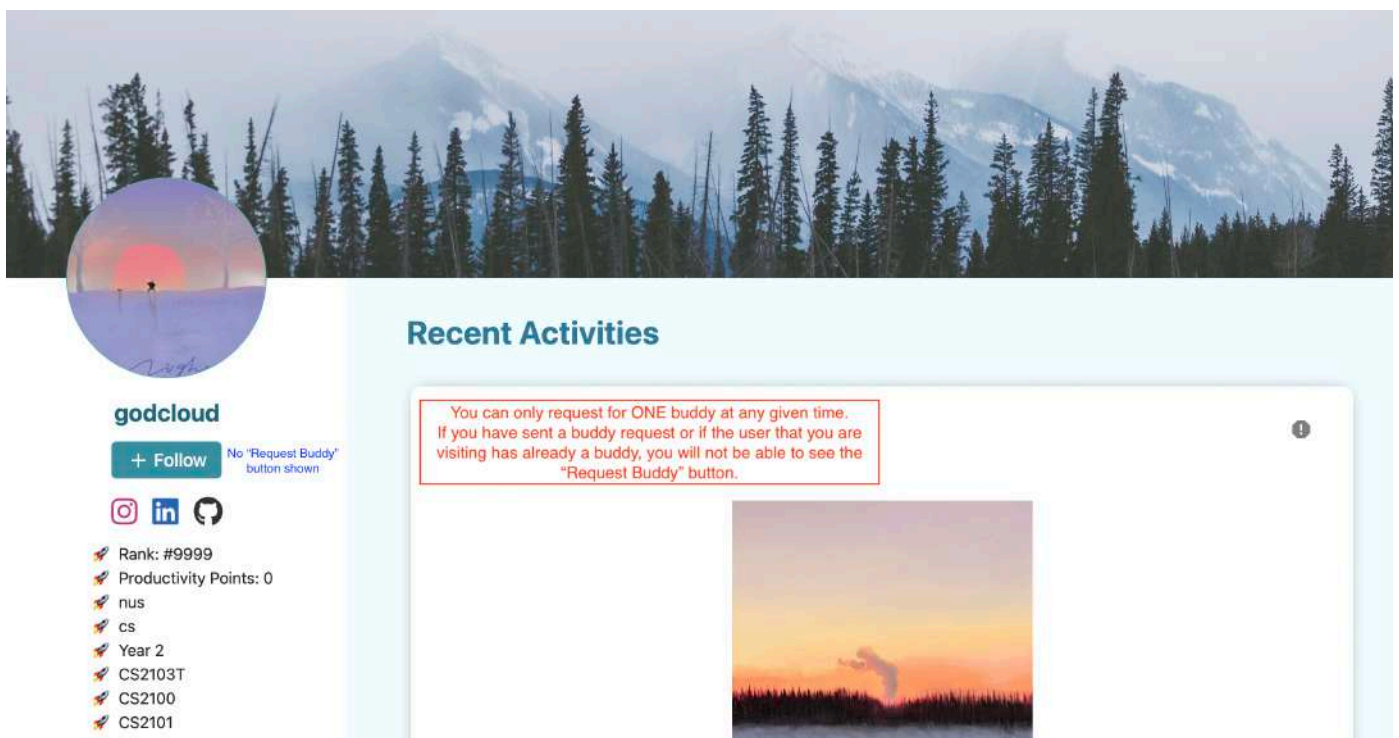 Recent Activities
godcloud
+ Follow
No "Request Buddy"
button shown
You can only request for ONE buddy at any given time.
If you have sent a buddy request or if the user that you are
visiting has already a buddy, you will not be able to see the
“Request Buddy” button.
in
Rank: #9999
Productivity Points: 0
nus
cs
Year 2
CS2103T
CS2100
CS2101